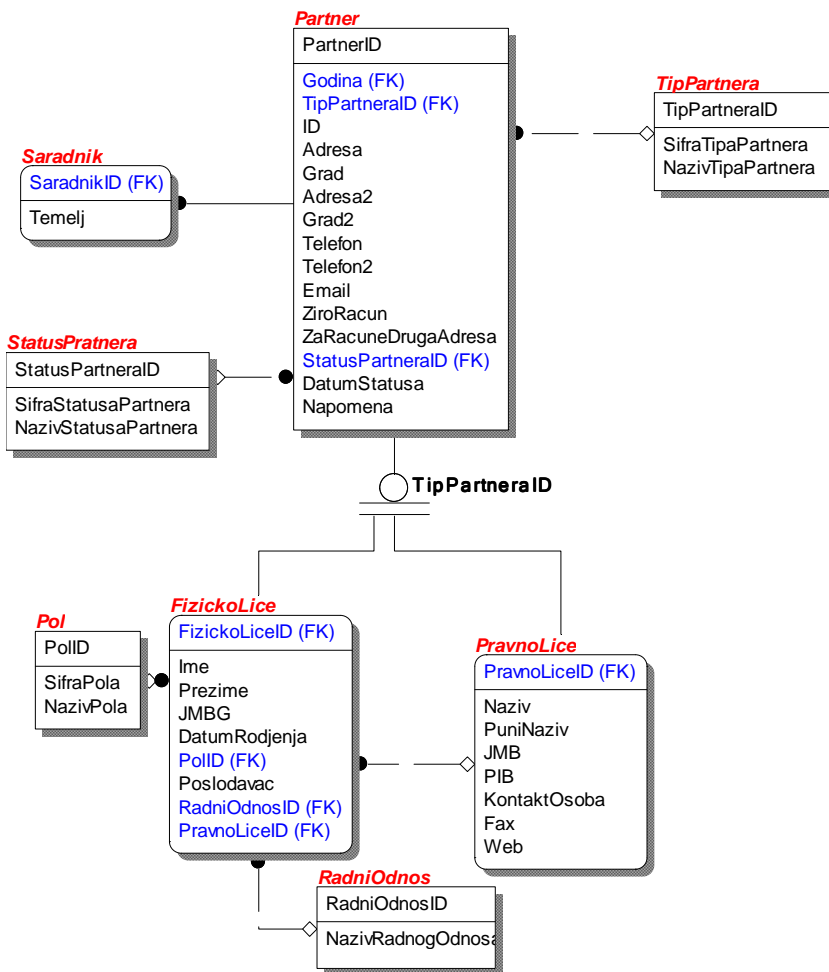 Partner
PartnerID
Godina (FK)
TipPartneraID (FK)
ID
Adresa
Grad
Adresa2
Grad2
Telefon
Telefon2
Email
ZiroRacun
ZaRacuneDrugaAdresa
StatusPartneraID (FK)
DatumStatusa
Napomena
TipPartnera
TipPartneraID
SifraTipaPartnera
NazivTipaPartnera
Saradnik
SaradnikID (FK)
Temelj
StatusPratnera
StatusPartneraID
SifraStatusaPartnera
NazivStatusaPartnera
TipPartneraID
Pol
PolID
SifraPola
NazivPola
FizickoLice
FizickoLiceID (FK)
Ime
Prezime
JMBG
DatumRodjenja
PolID (FK)
Poslodavac
RadniOdnosID (FK)
PravnoLiceID (FK)
PravnoLice
PravnoLiceID (FK)
Naziv
PuniNaziv
JMB
PIB
KontaktOsoba
Fax
Web
RadniOdnos
RadniOdnosID
NazivRadnogOdnosa